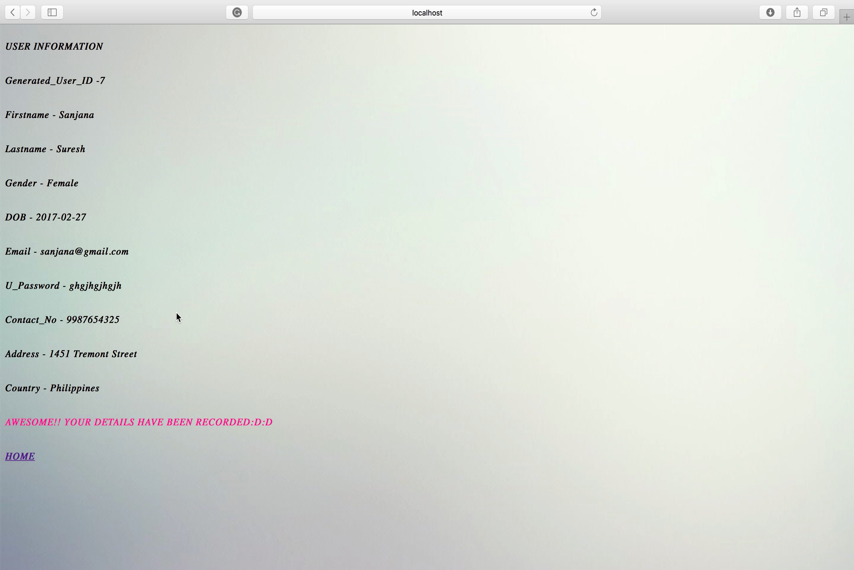 localhost
USER INFORMATION
Generated_User_ID -7
Firstname - Sanjana
Lastname - Suresh
Gender - Female
DOB - 2017-02-27
Email - sanjana@gmail.com
U_Password - ghgjhgjhgjh
Contact_No - 9987654325
Address - 1451 Tremont Street
Country - Philippines
AWESOME!! YOUR DETAILS HAVE BEEN RECORDED:D:D
HOME